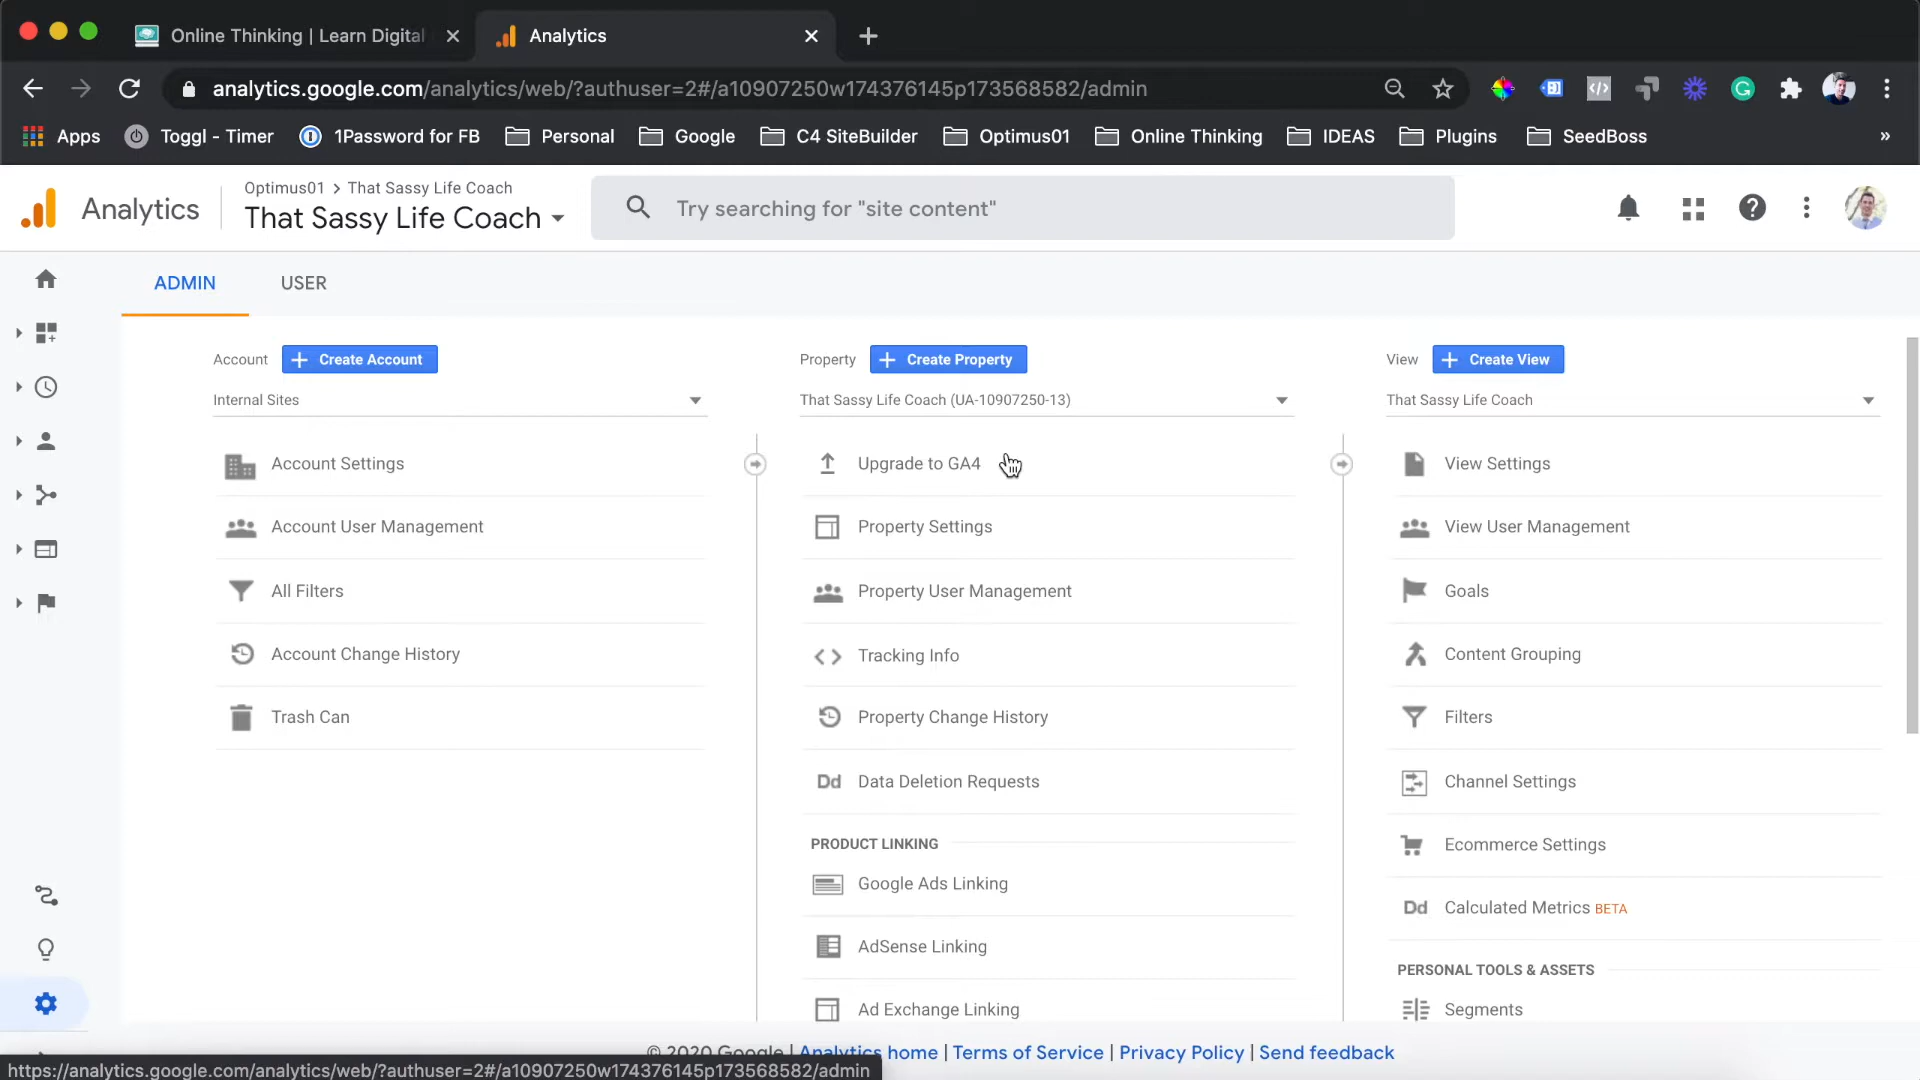 Online Thinking | Learn Digital
Analytics
analytics.google.com/analytics/web/?authuser=2#/a10907250w174376145p173568582/admin
Apps
Toggl - Timer
1Password for FB
Personal
Google
C4 SiteBuilder
Optimus01
Online Thinking
IDEAS
Plugins
SeedBoss
»
Analytics
Optimus01 > That Sassy Life Coach
That Sassy Life Coach
Try searching for "site content"
ADMIN
USER
Account
+ Create Account
Internal Sites
Account Settings
Account User Management
All Filters
Account Change History
Trash Can
Property
+ Create Property
That Sassy Life Coach (UA-10907250-13)
Upgrade to GA4
Property Settings
Property User Management
Tracking Info
Property Change History
Dd Data Deletion Requests
PRODUCT LINKING
Google Ads Linking
AdSense Linking
Ad Exchange Linking
View
+ Create View
That Sassy Life Coach
View Settings
View User Management
Goals
Content Grouping
Filters
Channel Settings
Ecommerce Settings
Dd Calculated Metrics BETA
PERSONAL TOOLS & ASSETS
Segments
© 2020 Google | Analytics home | Terms of Service | Privacy Policy | Send feedback
https://analytics.google.com/analytics/web/?authuser=2#/a10907250w174376145p173568582/admin